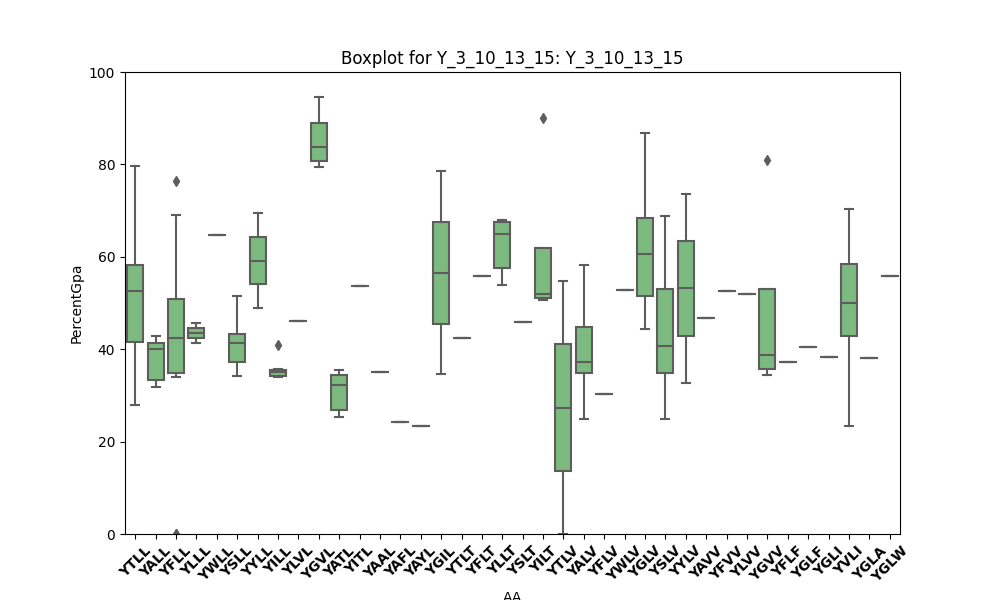 Boxplot for Y_3_10_13_15: Y_3_10_13_15
PercentGpa
100
80
60
40
20
0
YTLL
YALL
YFLL
YLLL
YWLL
YSLL
YYLL
YILL
YLVL
YGVL
YATL
YITL
YAAL
YAFL
YAYL
YGIL
YTLT
YFLT
YLLT
YSLT
YILT
YTLV
YALV
YFLV
YWLV
YGLV
YSLV
YYLV
YAVV
YFVV
YLVV
YGVV
YFLF
YGLF
YGLI
YVLI
YGLA
YGLW
AA